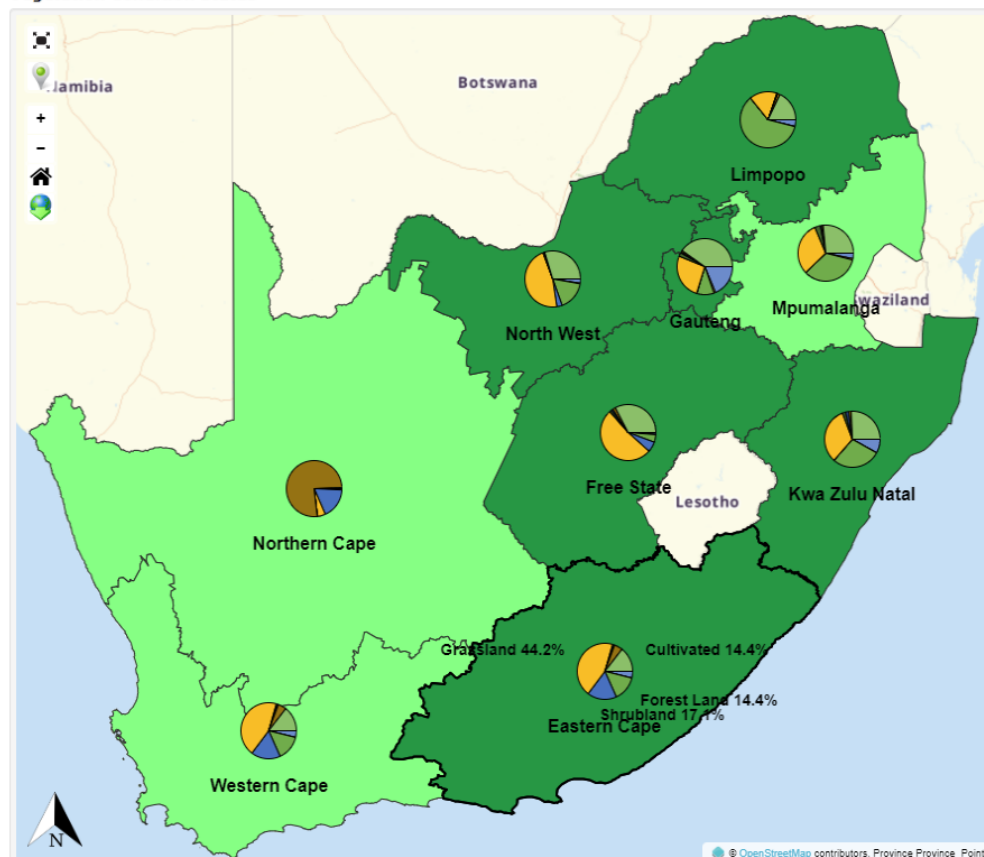 +
−
Namibia
Botswana
Limpopo
Swaziland
Mpumalanga
Gauteng
North West
Free State
Lesotho
Kwa Zulu Natal
Northern Cape
Grassland 44.2%
Cultivated 14.4%
Forest Land 14.4%
Shrubland 17.1%
Eastern Cape
Western Cape
N
© OpenStreetMap contributors, Province Province_Point